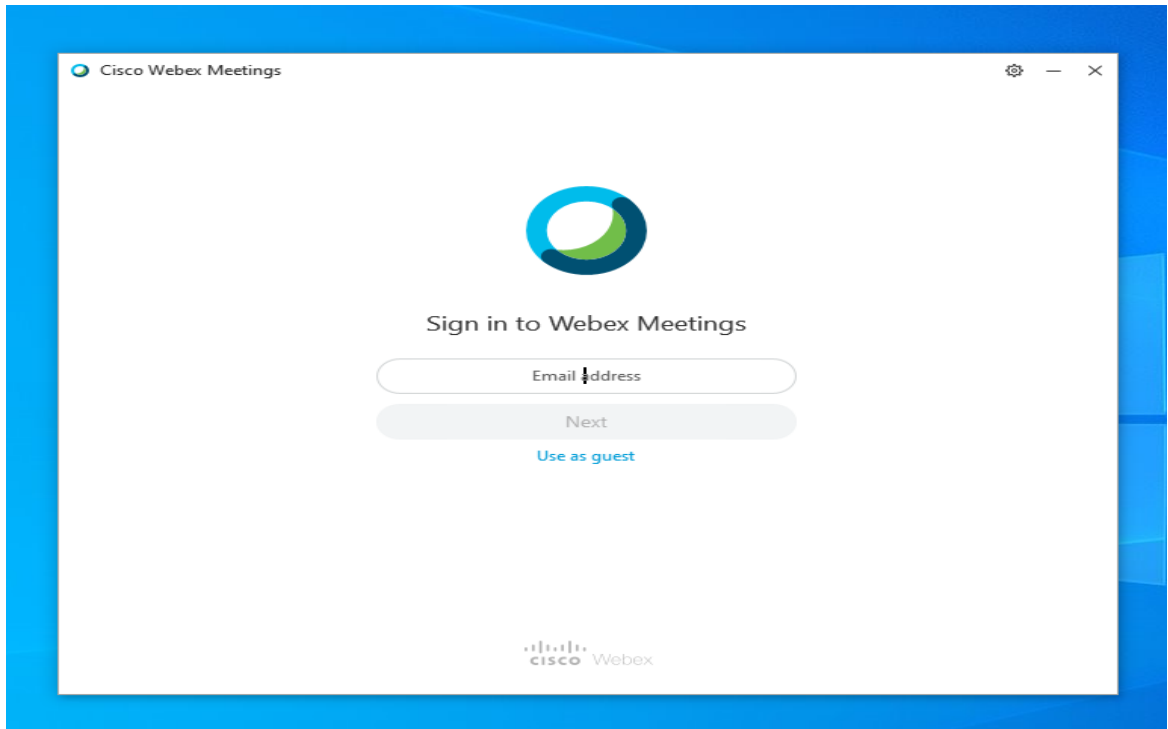 Cisco Webex Meetings
Sign in to Webex Meetings
Email address
Next
Use as guest
CISCO Webex